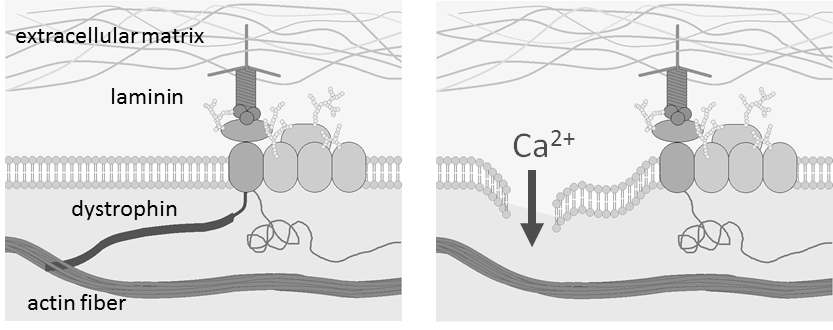 extracellular matrix
laminin
dystrophin
actin fiber
Ca²⁺